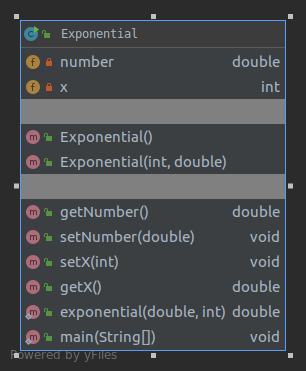 Exponential
number double
x int
Exponential()
Exponential(int, double)
getNumber() double
setNumber(double) void
setX(int) void
getX() double
exponential(double, int) double
main(String[]) void
Powered by yFiles